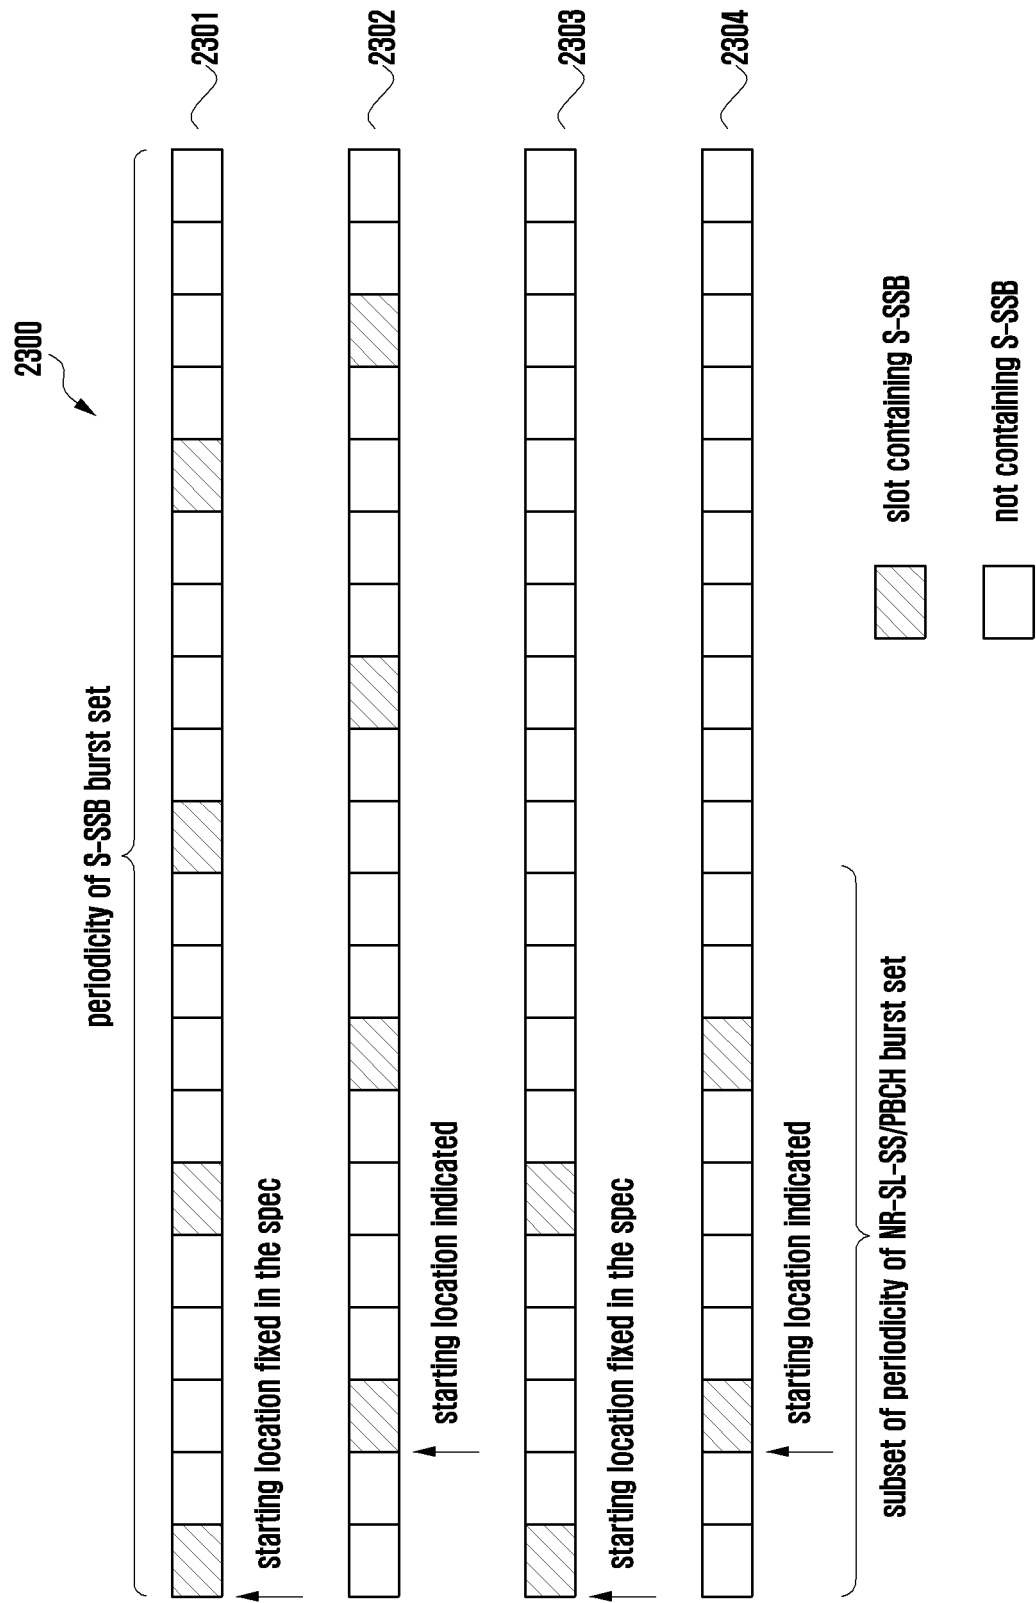 2300
periodicity of S-SSB burst set
2301
starting location fixed in the spec
2302
starting location indicated
2303
starting location fixed in the spec
2304
starting location indicated
subset of periodicity of NR-SL-SS/PBCH burst set
slot containing S-SSB
not containing S-SSB